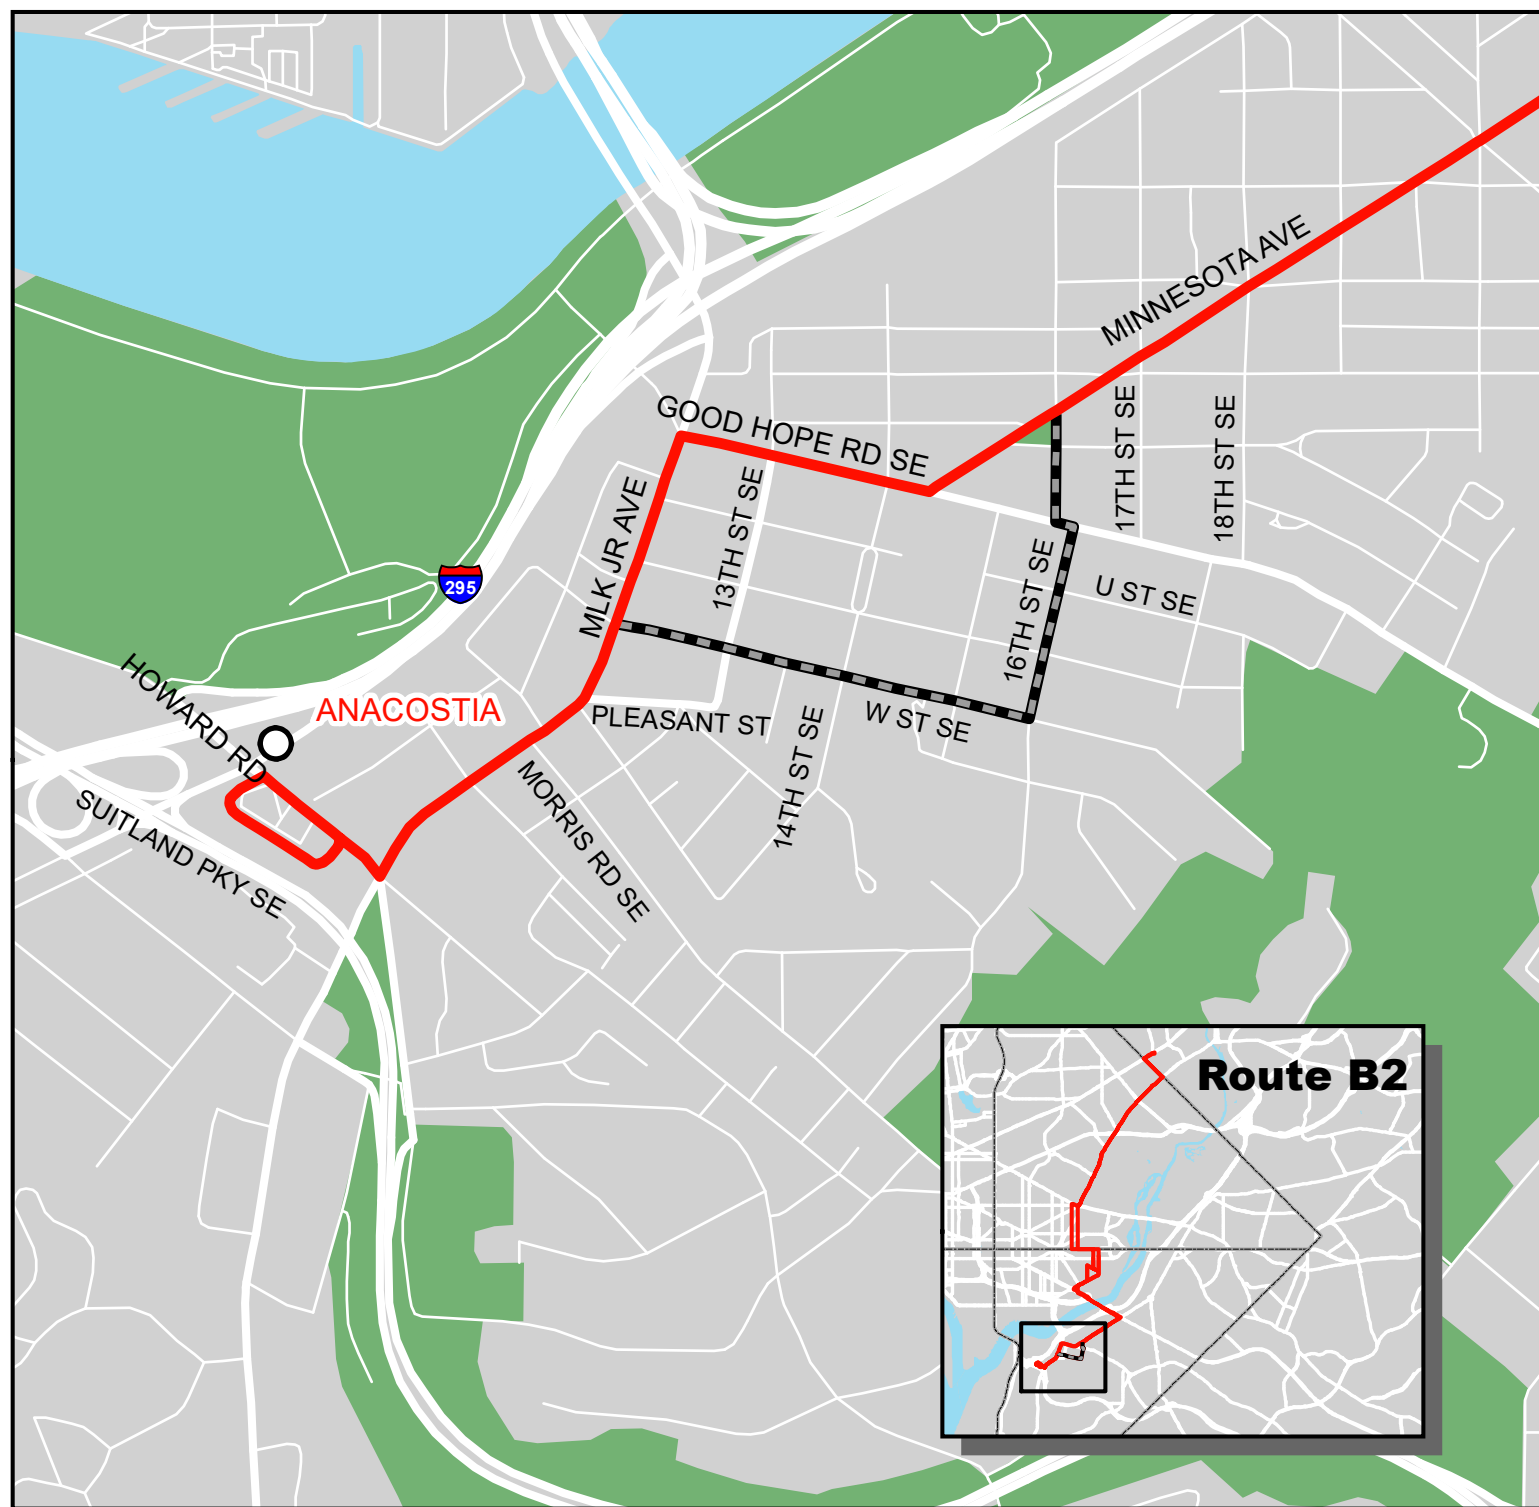 MINNESOTA AVE
GOOD HOPE RD SE
17TH ST SE
18TH ST SE
MLK JR AVE
13TH ST SE
295
16TH ST SE
U ST SE
HOWARD RD
ANACOSTIA
PLEASANT ST
W ST SE
14TH ST SE
MORRIS RD SE
SUITLAND PKY SE
Route B2